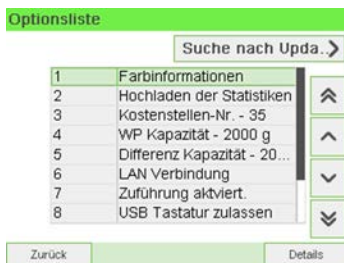 Optionsliste
Suche nach Upda..
1 Farbinformationen
2 Hochladen der Statistiken
3 Kostenstellen-Nr. - 35
4 WP Kapazität - 2000 g
5 Differenz Kapazität - 20...
6 LAN Verbindung
7 Zuführung aktviert.
8 USB Tastatur zulassen
Zurück Details